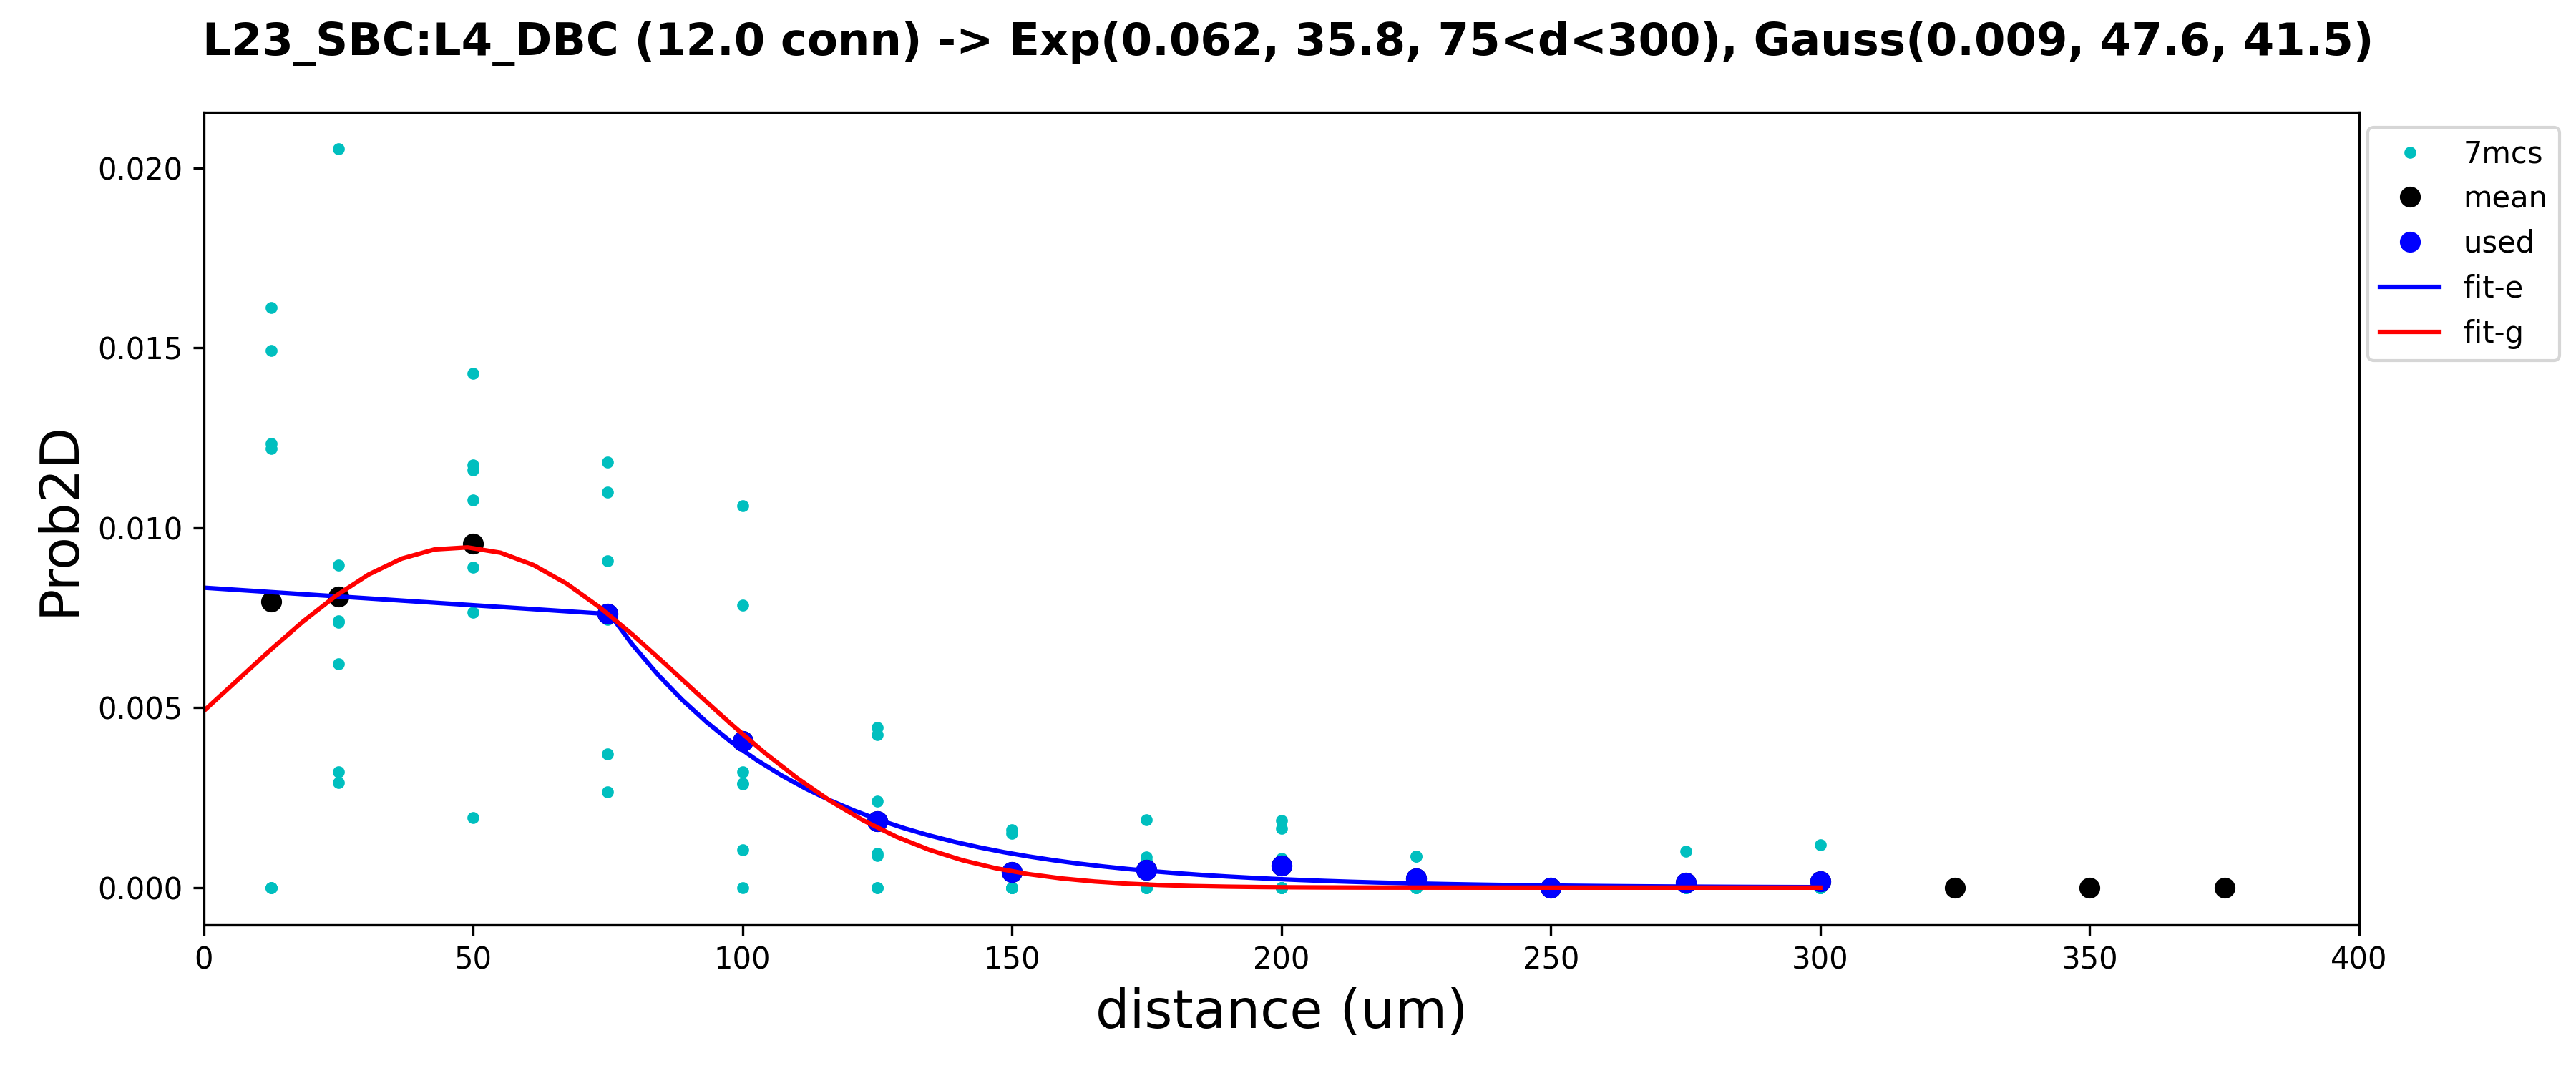 L23_SBC:L4_DBC (12.0 conn) -> Exp(0.062, 35.8, 75<d<300), Gauss(0.009, 47.6, 41.5)
7mcs
mean
used
fit-e
fit-g
0.020
0.015
0.010
0.005
0.000
Prob2D
0 50 100 150 200 250 300 350 400
distance (um)